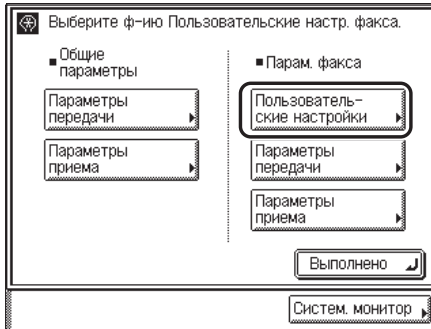 Выберите ф-ию Пользовательские настр. факса.
Общие
параметры
Параметры
передачи
Параметры
приема
Парам. факса
Пользователь-
ские настройки
Параметры
передачи
Параметры
приема
Выполнено
Систем. монитор